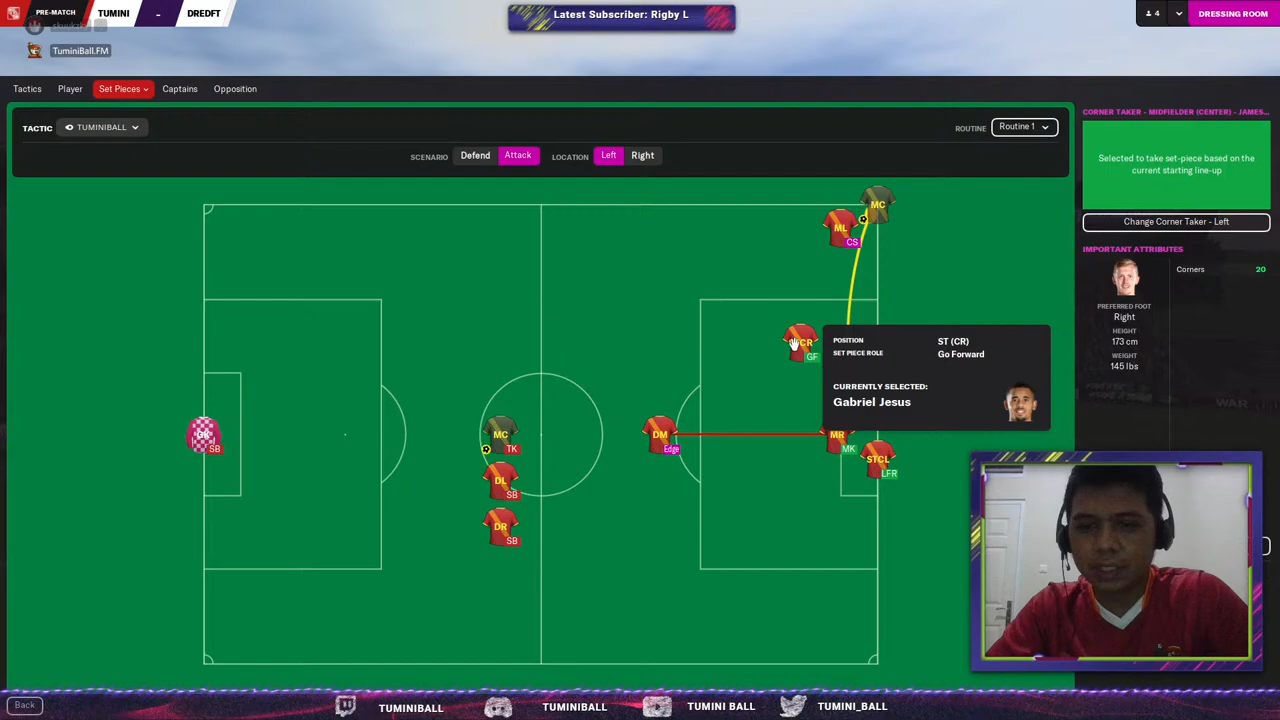 PRE-MATCH
TUMINI
-
DREDFT
Latest Subscriber: Rigby L
4
DRESSING ROOM
skuukzky
TuminiBall.FM
Tactics
Player
Set Pieces
Captains
Opposition
TACTIC
TUMINIBALL
ROUTINE
Routine 1
SCENARIO
Defend
Attack
LOCATION
Left
Right
CORNER TAKER - MIDFIELDER (CENTER) - JAMES...
Selected to take set-piece based on the
current starting line-up
Change Corner Taker - Left
IMPORTANT ATTRIBUTES
Corners
20
PREFERRED FOOT
Right
HEIGHT
173 cm
WEIGHT
145 lbs
MC
ML
CS
GF
POSITION
ST (CR)
SET PIECE ROLE
Go Forward
CURRENTLY SELECTED:
Gabriel Jesus
GK
SB
MC
TK
DL
SB
DR
SB
DM
Edge
MR
MK
STCL
LFR
WAR
Back
TUMINIBALL
TUMINIBALL
TUMINI BALL
TUMINI_BALL